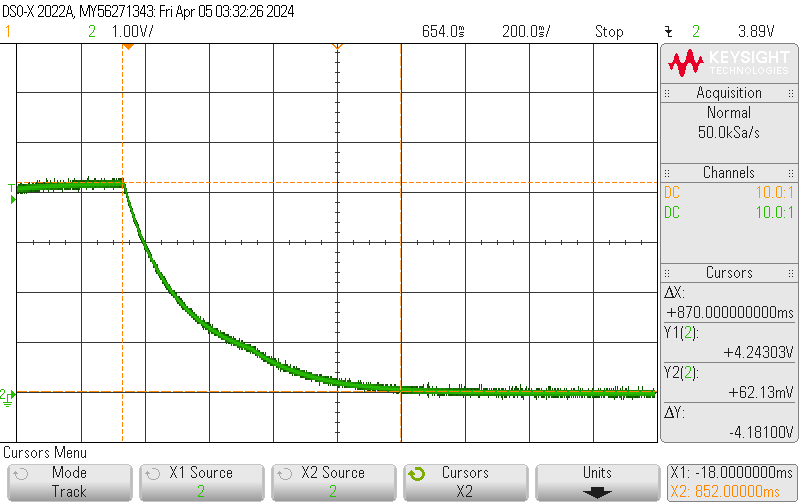 DSO-X 2022A, MY56271343: Fri Apr 05 03:32:26 2024
1 2 1.00V/ 654.0s 200.0s/ Stop 2 3.89V
KEYSIGHT
TECHNOLOGIES
Acquisition
Normal
50.0kSa/s
Channels
DC 10.0:1
DC 10.0:1
Cursors
ΔX:
+870.000000000ms
Y1(2):
+4.24303V
Y2(2):
+62.13mV
ΔY:
-4.18100V
T
2
Cursors Menu
Mode
Track
X1 Source
2
X2 Source
2
Cursors
X2
Units
X1: -18.0000000ms
X2: 852.00000ms